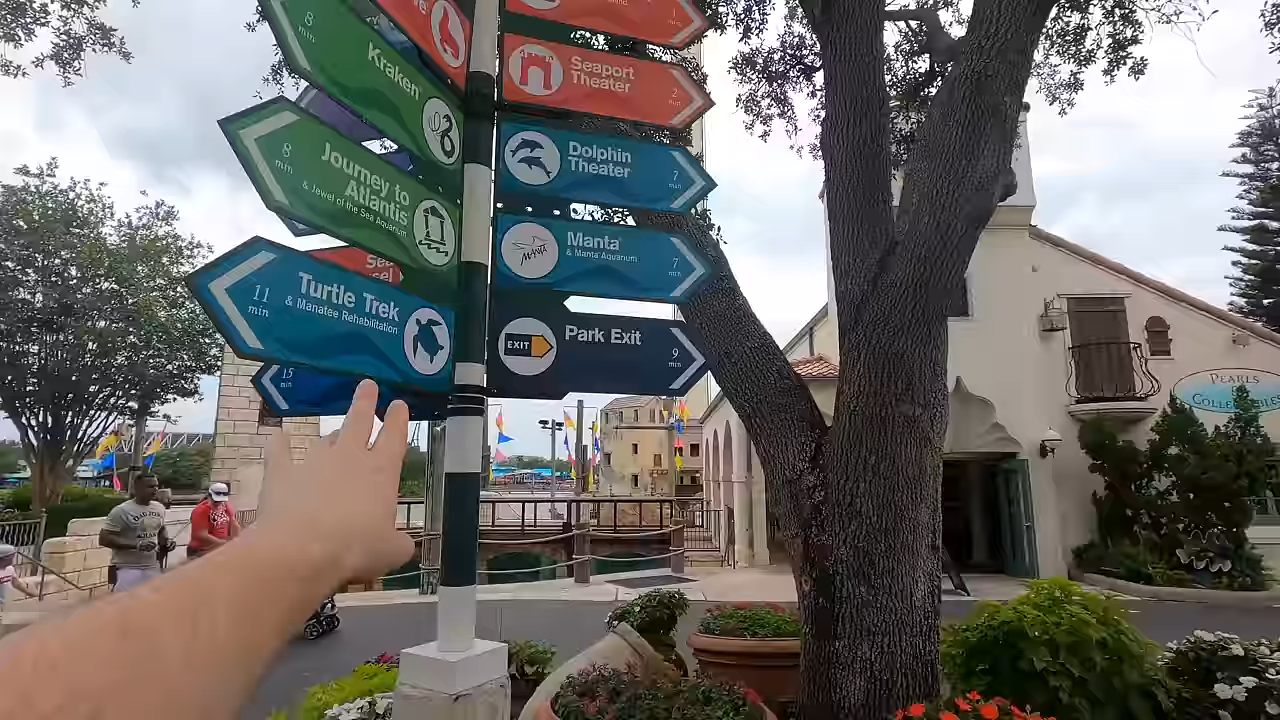 8
min
Kraken
8
min
Journey to
Atlantis
& Jewel of the Sea Aquarium
11
min
Turtle Trek
& Manatee Rehabilitation
15
min
Seaport
Theater
2
min
Dolphin
Theater
7
min
Manta
& Manta Aquarium
MANTA
7
min
EXIT
Park Exit
9
min
PEARLS